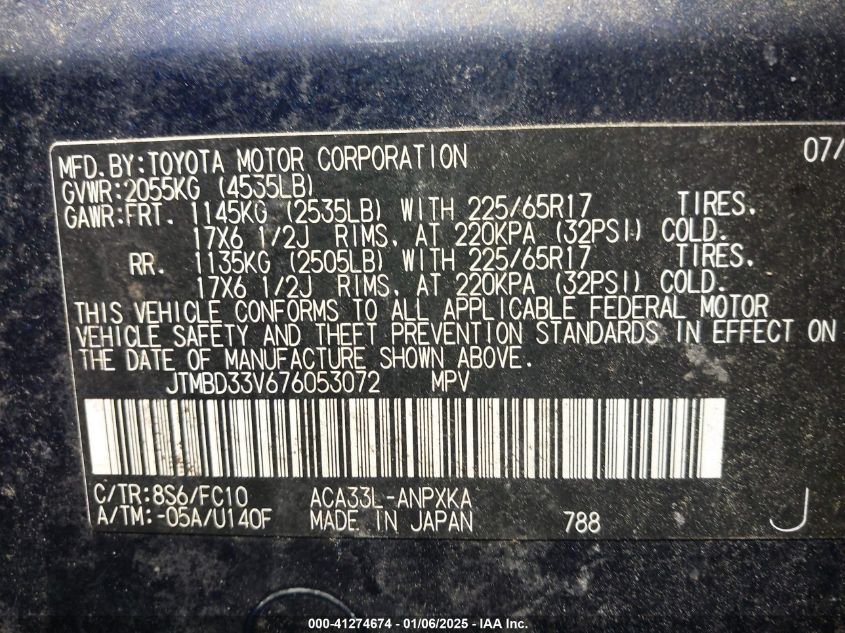 MFD. BY: TOYOTA MOTOR CORPORATION 07/
GVWR: 2055KG (4535LB)
GAWR: FRT. 1145KG (2535LB) WITH 225/65R17 TIRES.
17X6 1/2J RIMS, AT 220KPA (32PSI) COLD.
RR. 1135KG (2505LB) WITH 225/65R17 TIRES.
17X6 1/2J RIMS, AT 220KPA (32PSI) COLD.
THIS VEHICLE CONFORMS TO ALL APPLICABLE FEDERAL MOTOR
VEHICLE SAFETY AND THEFT PREVENTION STANDARDS IN EFFECT ON
THE DATE OF MANUFACTURE SHOWN ABOVE.
JTMBD33V676053072 MPV
C/TR: 8S6/FC10 ACA33L-ANPXKA
A/TM: -05A/U140F MADE IN JAPAN 788 J
000-41274674 - 01/06/2025 - IAA Inc.